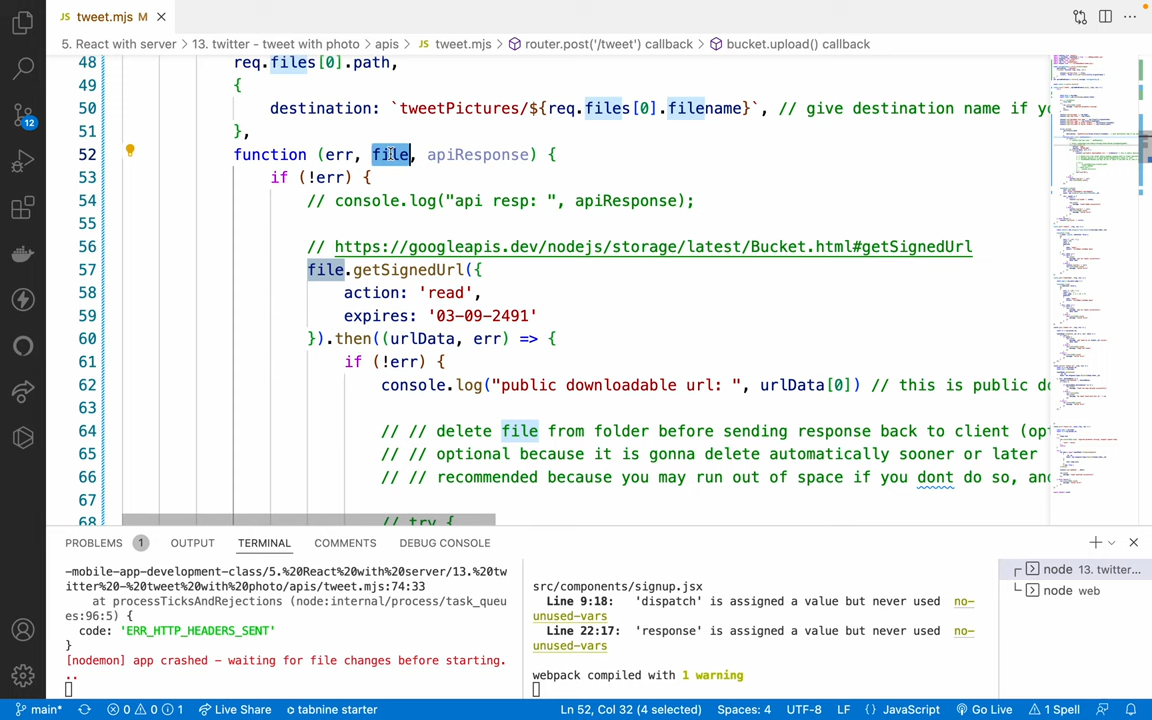 JS tweet.mjs M
5. React with server > 13. twitter - tweet with photo > apis > JS tweet.mjs > router.post('/tweet') callback > bucket.upload() callback
48 req.files[0].path,
49 {
50 destination: `tweetPictures/${req.files[0].filename}`, // give destination name if yo
51 },
52 function (err, file, apiResponse) {
53 if (!err) {
54 // console.log("api resp: ", apiResponse);
55
56 // https://googleapis.dev/nodejs/storage/latest/Bucket.html#getSignedUrl
57 file.getSignedUrl({
58 action: 'read',
59 expires: '03-09-2491'
60 }).then((urlData, err) => {
61 if (!err) {
62 console.log("public downloadable url: ", urlData[0]) // this is public do
63
64 // // delete file from folder before sending response back to client (opt
65 // // optional because it is gonna delete automatically sooner or later
66 // // recommended because you may run out of space if you dont do so, and
67
68 // try {
12
PROBLEMS 1 OUTPUT TERMINAL COMMENTS DEBUG CONSOLE
-mobile-app-development-class/5.%20React%20with%20server/13.%20tw
itter%20-%20tweet%20with%20photo/apis/tweet.mjs:74:33
at processTicksAndRejections (node:internal/process/task_queu
es:96:5) {
code: 'ERR_HTTP_HEADERS_SENT'
}
[nodemon] app crashed - waiting for file changes before starting.
..
src/components/signup.jsx
Line 9:18: 'dispatch' is assigned a value but never used no-
unused-vars
Line 22:17: 'response' is assigned a value but never used no-
unused-vars
webpack compiled with 1 warning
node 13. twitter...
node web
main* 0 0 1 Live Share tabnine starter Ln 52, Col 32 (4 selected) Spaces: 4 UTF-8 LF {} JavaScript Go Live 1 Spell